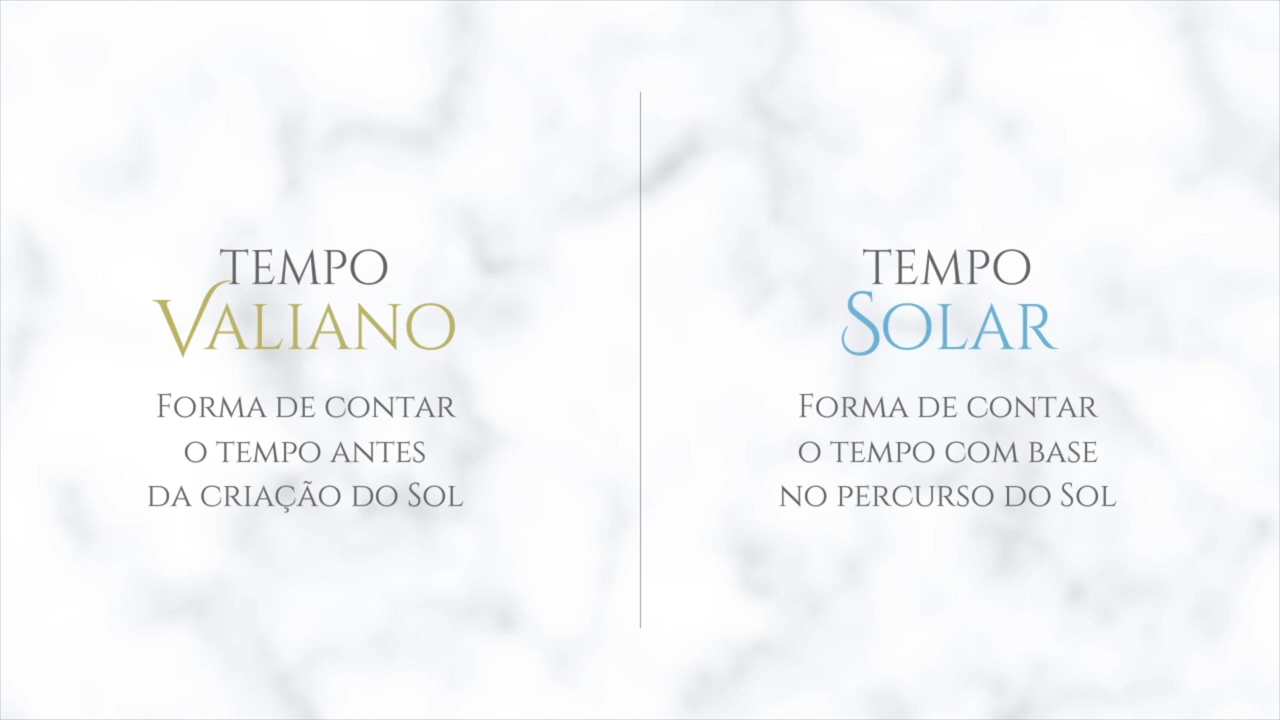 TEMPO
VALIANO
FORMA DE CONTAR
O TEMPO ANTES
DA CRIAÇÃO DO SOL
TEMPO
SOLAR
FORMA DE CONTAR
O TEMPO COM BASE
NO PERCURSO DO SOL